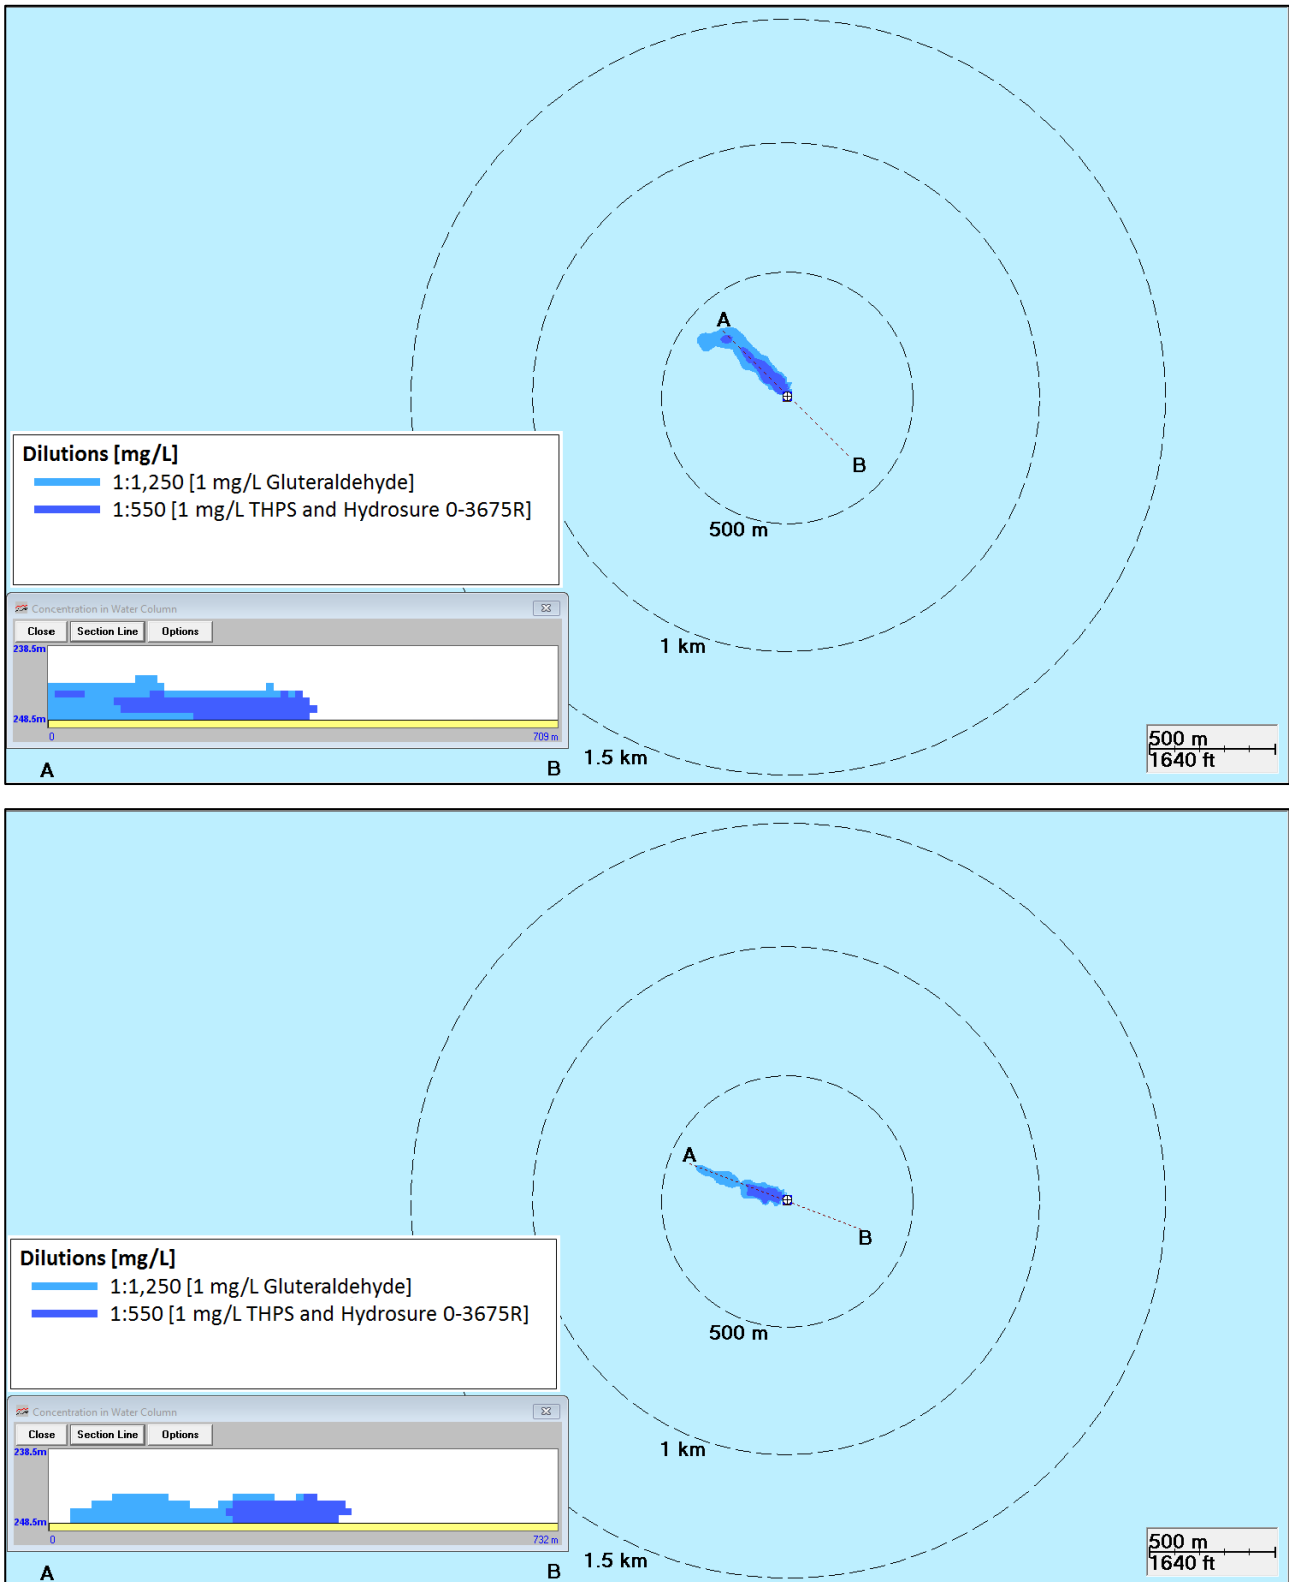 A
B
500 m
1 km
1.5 km
Dilutions [mg/L]
1:1,250 [1 mg/L Gluteraldehyde]
1:550 [1 mg/L THPS and Hydrosure 0-3675R]
Concentration in Water Column
Close Section Line Options
238.5m
248.5m
0 709 m
A B
500 m
1640 ft
A
B
500 m
1 km
1.5 km
Dilutions [mg/L]
1:1,250 [1 mg/L Gluteraldehyde]
1:550 [1 mg/L THPS and Hydrosure 0-3675R]
Concentration in Water Column
Close Section Line Options
238.5m
248.5m
0 732 m
A B
500 m
1640 ft